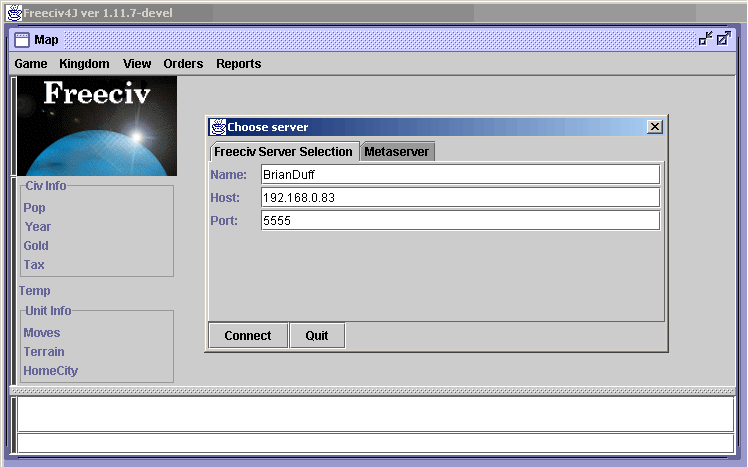 Freeciv4J ver 1.11.7-devel
Map
Game Kingdom View Orders Reports
Freeciv
Civ Info
Pop
Year
Gold
Tax
Temp
Unit Info
Moves
Terrain
HomeCity
Choose server
Freeciv Server Selection Metaserver
Name: BrianDuff
Host: 192.168.0.83
Port: 5555
Connect Quit